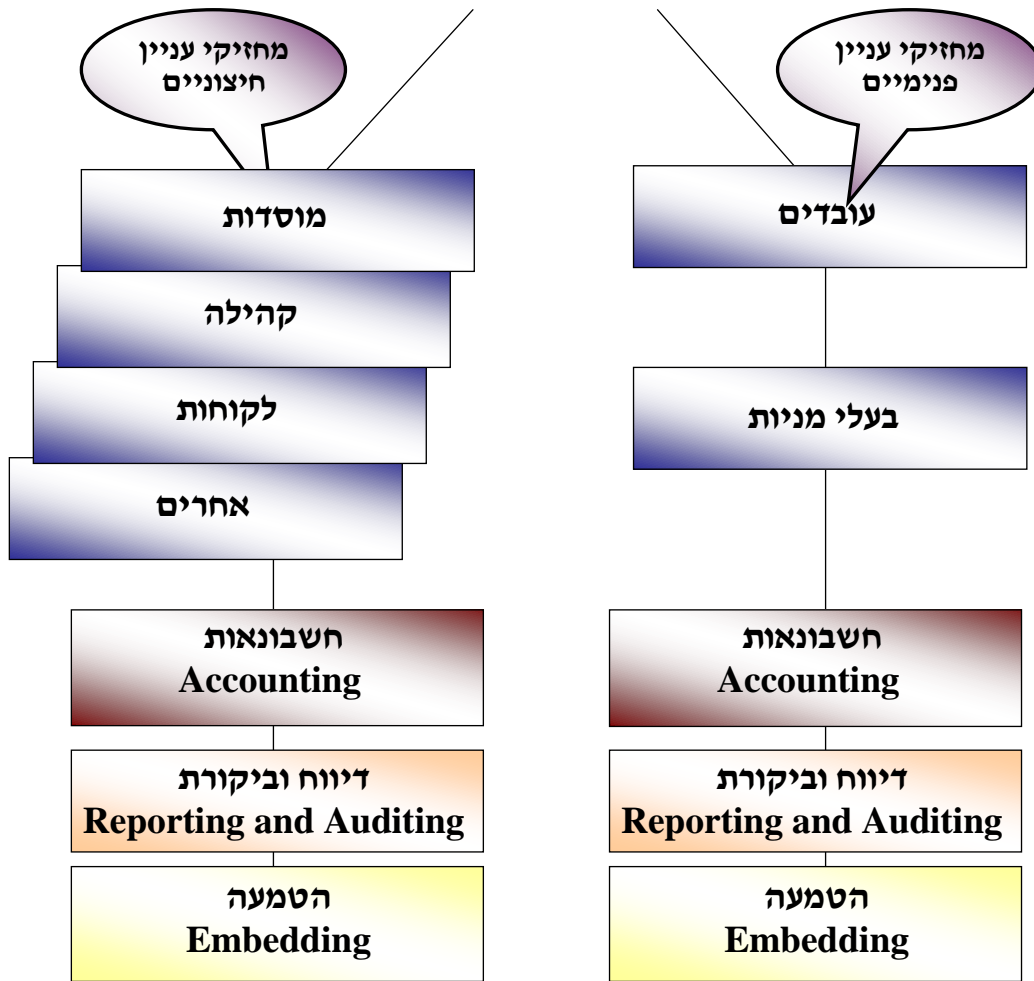 מחזיקי עניין
חיצוניים
מוסדות
קהילה
לקוחות
אחרים
חשבונאות
Accounting
דיווח וביקורת
Reporting and Auditing
הטמעה
Embedding
מחזיקי עניין
פנימיים
עובדים
בעלי מניות
חשבונאות
Accounting
דיווח וביקורת
Reporting and Auditing
הטמעה
Embedding